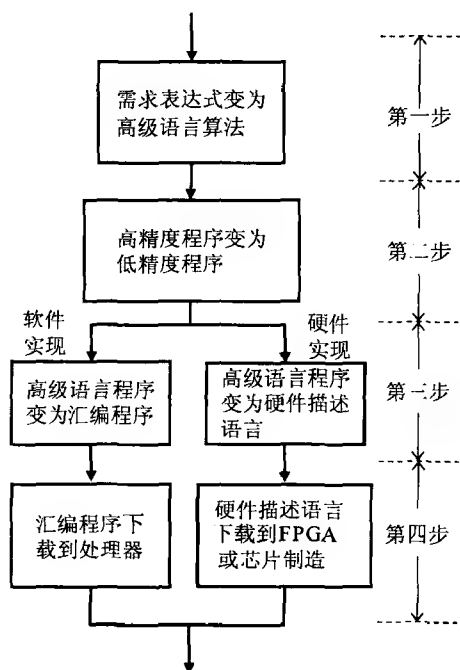 需求表达式变为
高级语言算法
第一步
高精度程序变为
低精度程序
第二步
软件
实现
硬件
实现
高级语言程序
变为汇编程序
高级语言程序
变为硬件描述
语言
第三步
汇编程序下
载到处理器
硬件描述语言
下载到FPGA
或芯片制造
第四步